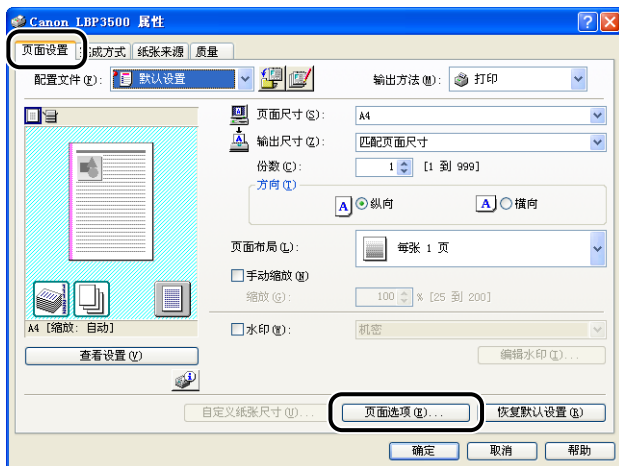 Canon LBP3500 属性
页面设置 完成方式 纸张来源 质量
配置文件(F): 默认设置 输出方法(M): 打印
页面尺寸(S): A4
输出尺寸(Z): 匹配页面尺寸
份数(C): 1 [1 到 999]
方向(T)
A 纵向 A 横向
页面布局(L): 每张 1 页
手动缩放(N)
缩放(G): 100 % [25 到 200]
A4 [缩放: 自动]
水印(W): 机密
查看设置(V) 编辑水印(I)...
自定义纸张尺寸(U)... 页面选项(E)... 恢复默认设置(R)
确定 取消 帮助